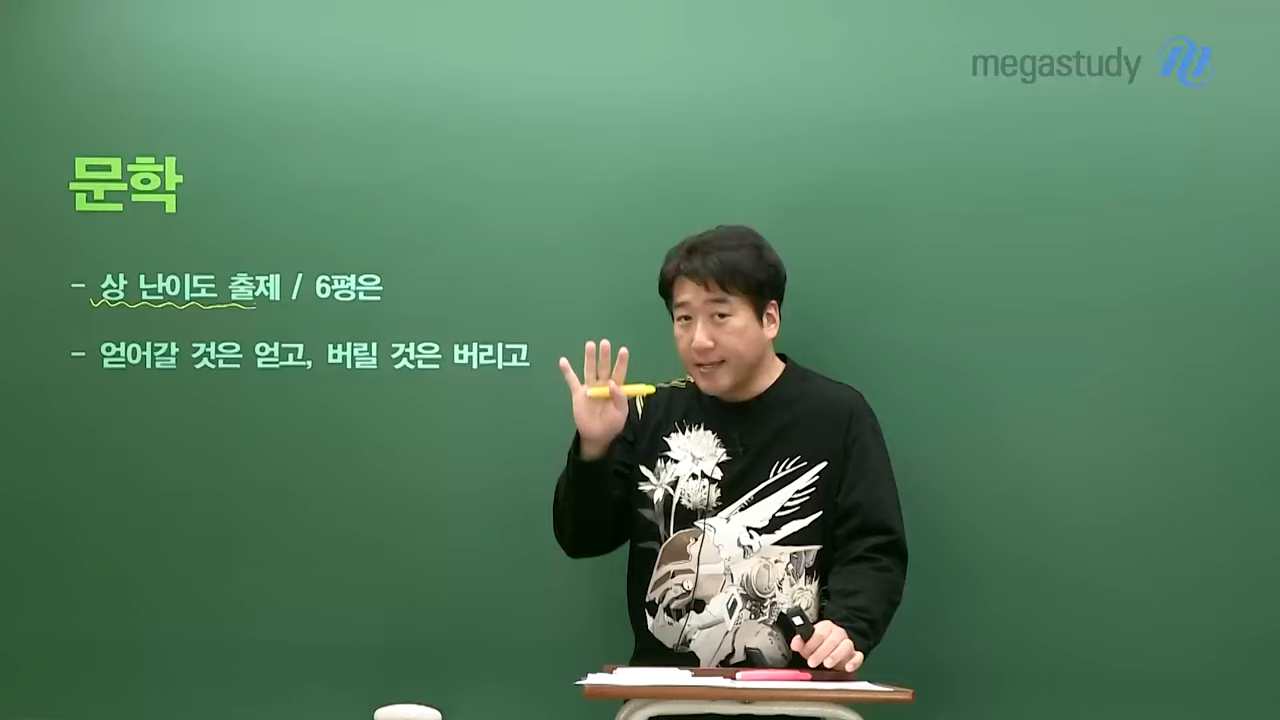 megastudy
문학
- 상 난이도 출제 / 6평은
- 얻어갈 것은 얻고, 버릴 것은 버리고